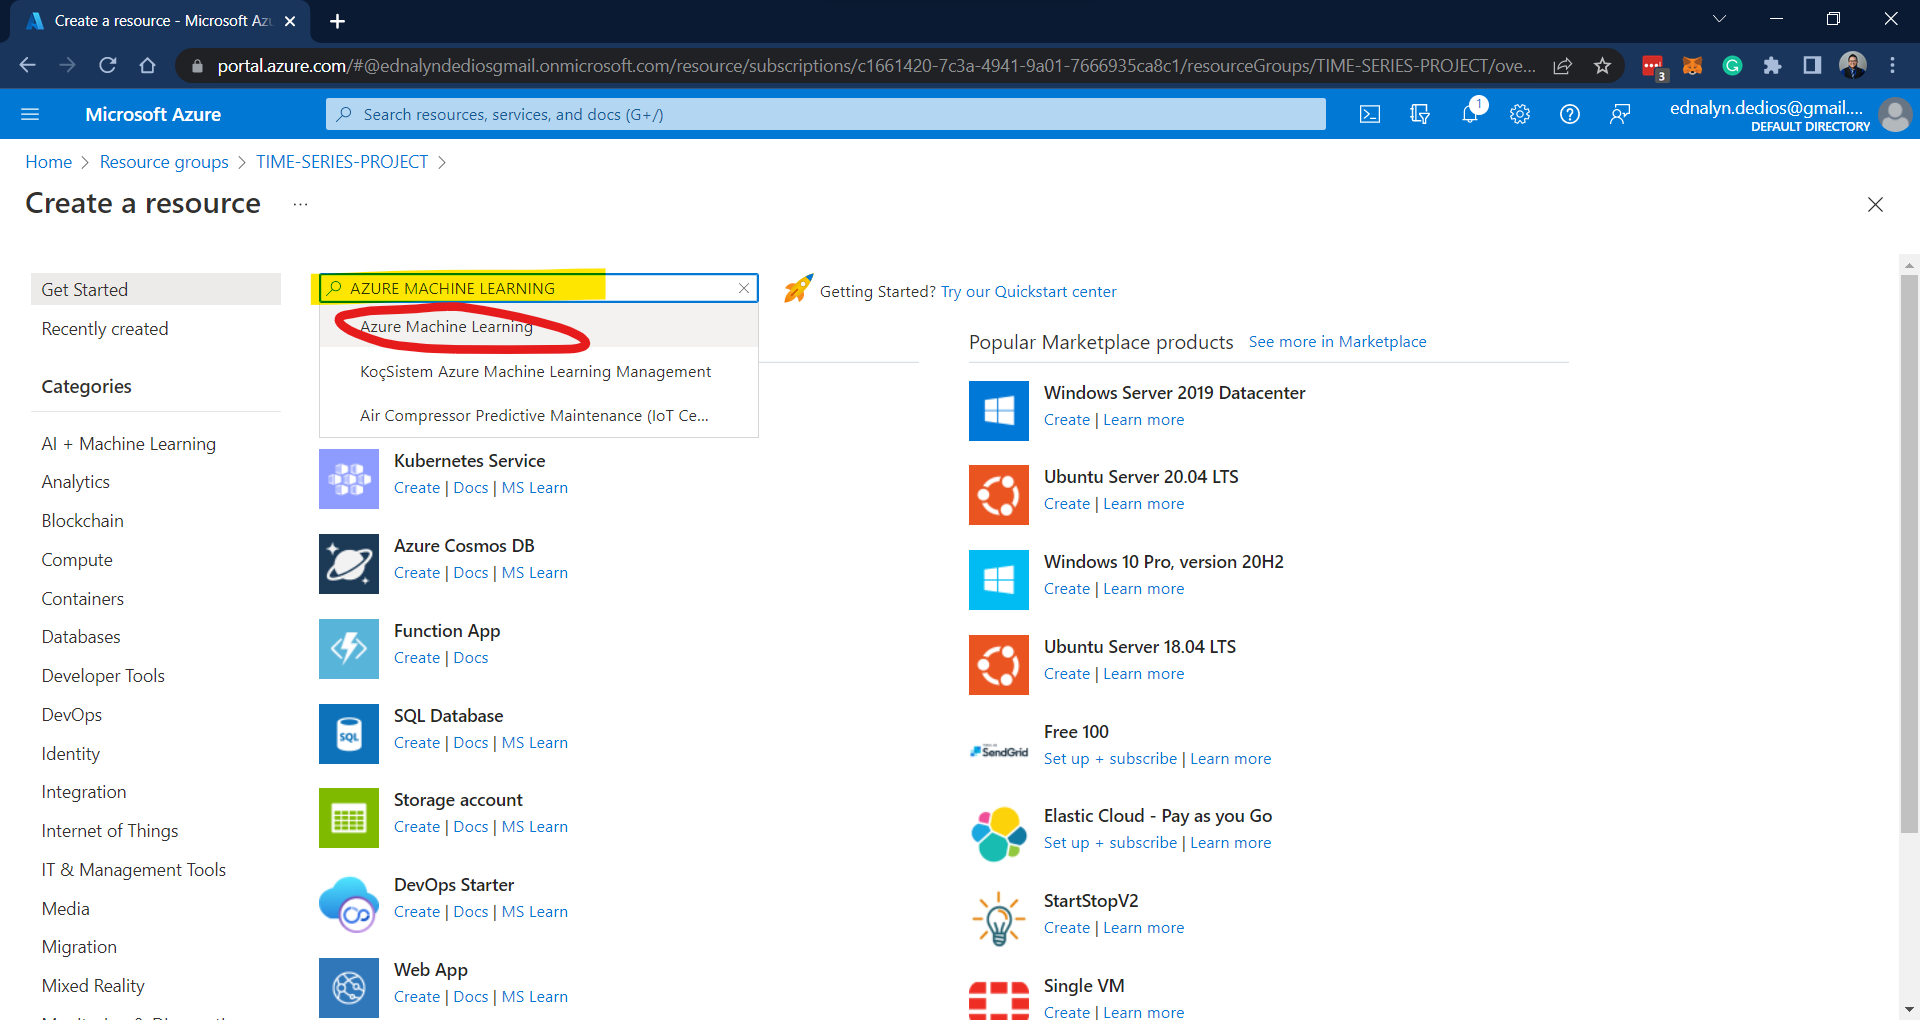 Create a resource - Microsoft Az
portal.azure.com/#@ednalyndediosgmail.onmicrosoft.com/resource/subscriptions/c1661420-7c3a-4941-9a01-7666935ca8c1/resourceGroups/TIME-SERIES-PROJECT/ove...
3
Microsoft Azure
Search resources, services, and docs (G+/)
1
ednalyn.dedios@gmail....
DEFAULT DIRECTORY
Home > Resource groups > TIME-SERIES-PROJECT >
Create a resource ...
Get Started
Recently created
Categories
AI + Machine Learning
Analytics
Blockchain
Compute
Containers
Databases
Developer Tools
DevOps
Identity
Integration
Internet of Things
IT & Management Tools
Media
Migration
Mixed Reality
AZURE MACHINE LEARNING
Azure Machine Learning
KoçSistem Azure Machine Learning Management
Air Compressor Predictive Maintenance (IoT Ce...
Kubernetes Service
Create | Docs | MS Learn
Azure Cosmos DB
Create | Docs | MS Learn
Function App
Create | Docs
SQL
SQL Database
Create | Docs | MS Learn
Storage account
Create | Docs | MS Learn
DevOps Starter
Create | Docs | MS Learn
Web App
Create | Docs | MS Learn
Getting Started? Try our Quickstart center
Popular Marketplace products See more in Marketplace
Windows Server 2019 Datacenter
Create | Learn more
Ubuntu Server 20.04 LTS
Create | Learn more
Windows 10 Pro, version 20H2
Create | Learn more
Ubuntu Server 18.04 LTS
Create | Learn more
SendGrid
Free 100
Set up + subscribe | Learn more
Elastic Cloud - Pay as you Go
Set up + subscribe | Learn more
StartStopV2
Create | Learn more
Single VM
Create | Learn more